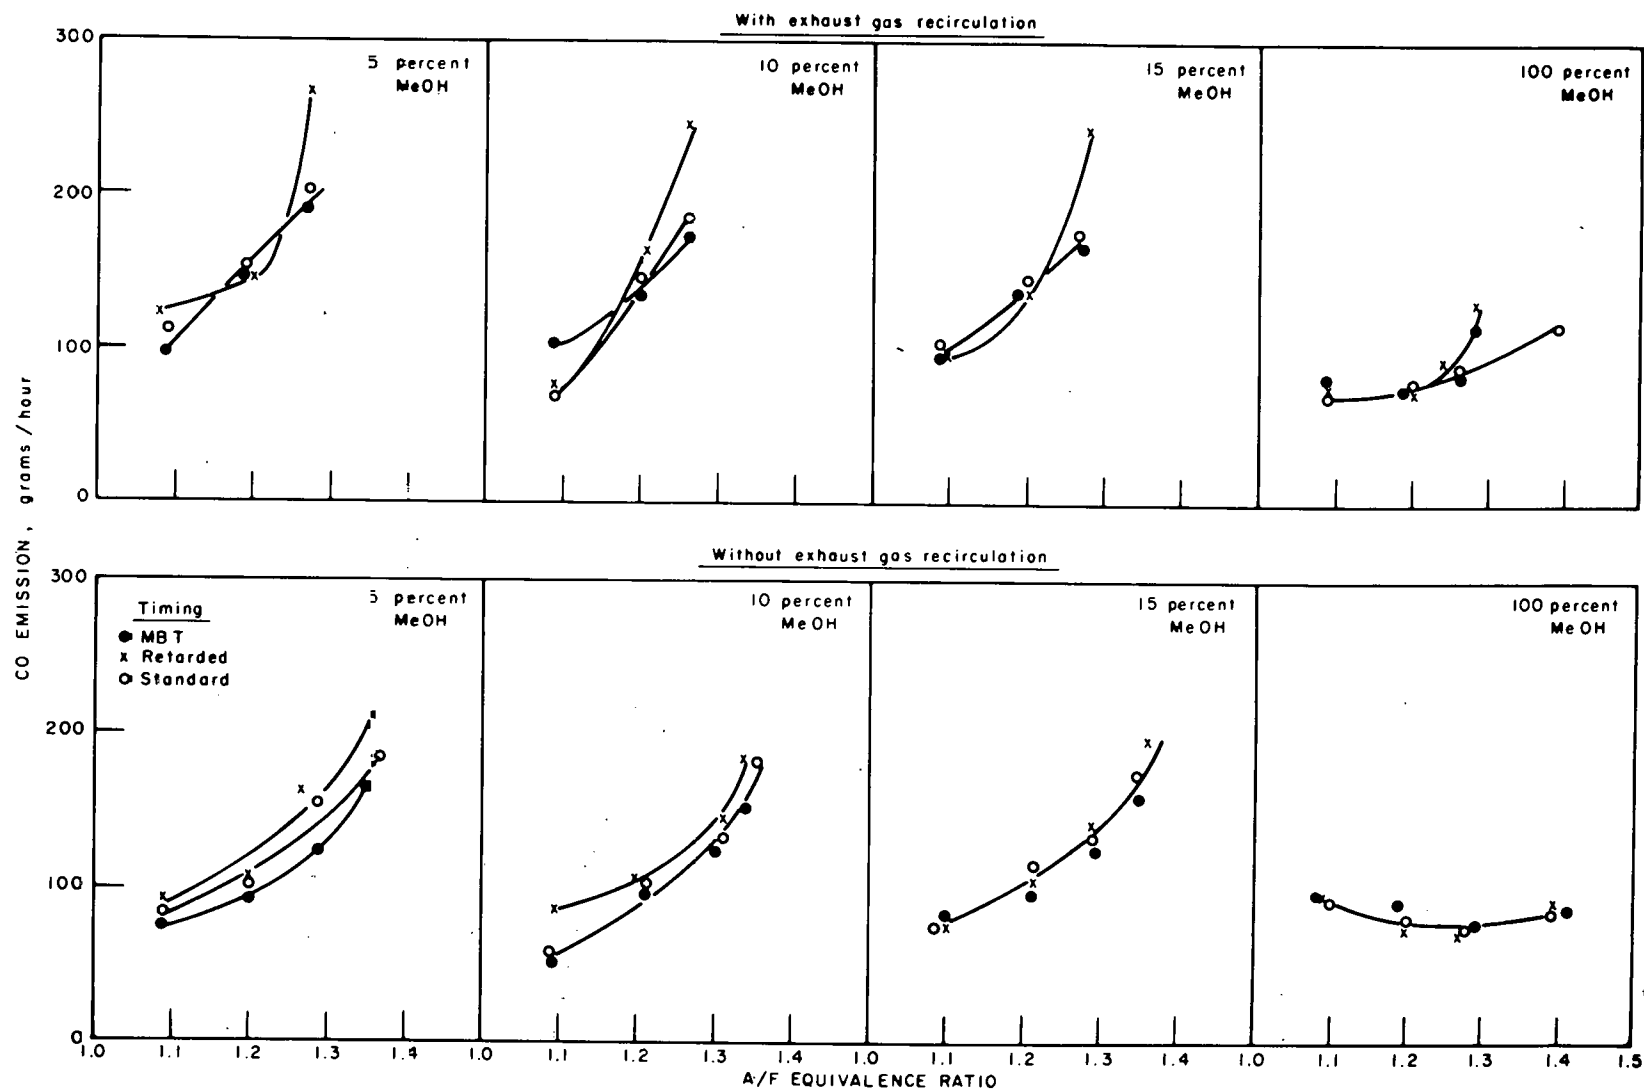 With exhaust gas recirculation
300
200
100
0
5 percent
MeOH
10 percent
MeOH
15 percent
MeOH
100 percent
MeOH
CO EMISSION, grams/hour
Without exhaust gas recirculation
300
200
100
0
5 percent
MeOH
10 percent
MeOH
15 percent
MeOH
100 percent
MeOH
Timing
MBT
Retarded
Standard
1.0 1.1 1.2 1.3 1.4 1.0 1.1 1.2 1.3 1.4 1.0 1.1 1.2 1.3 1.4 1.0 1.1 1.2 1.3 1.4 1.5
A/F EQUIVALENCE RATIO